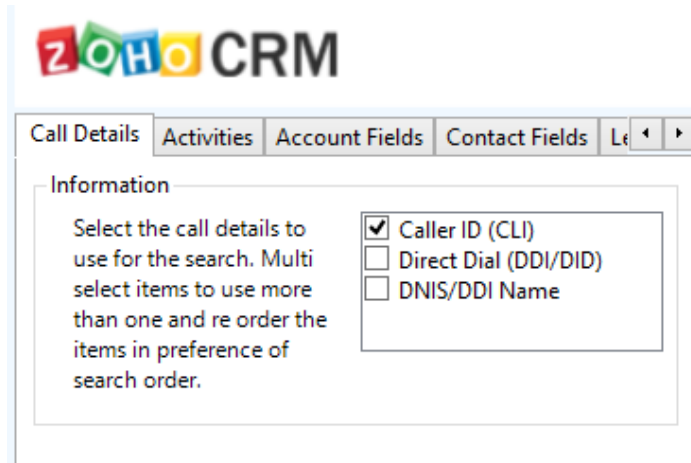 ZOHO CRM
Call Details Activities Account Fields Contact Fields
Information
Select the call details to
use for the search. Multi
select items to use more
than one and re order the
items in preference of
search order.
Caller ID (CLI)
Direct Dial (DDI/DID)
DNIS/DDI Name